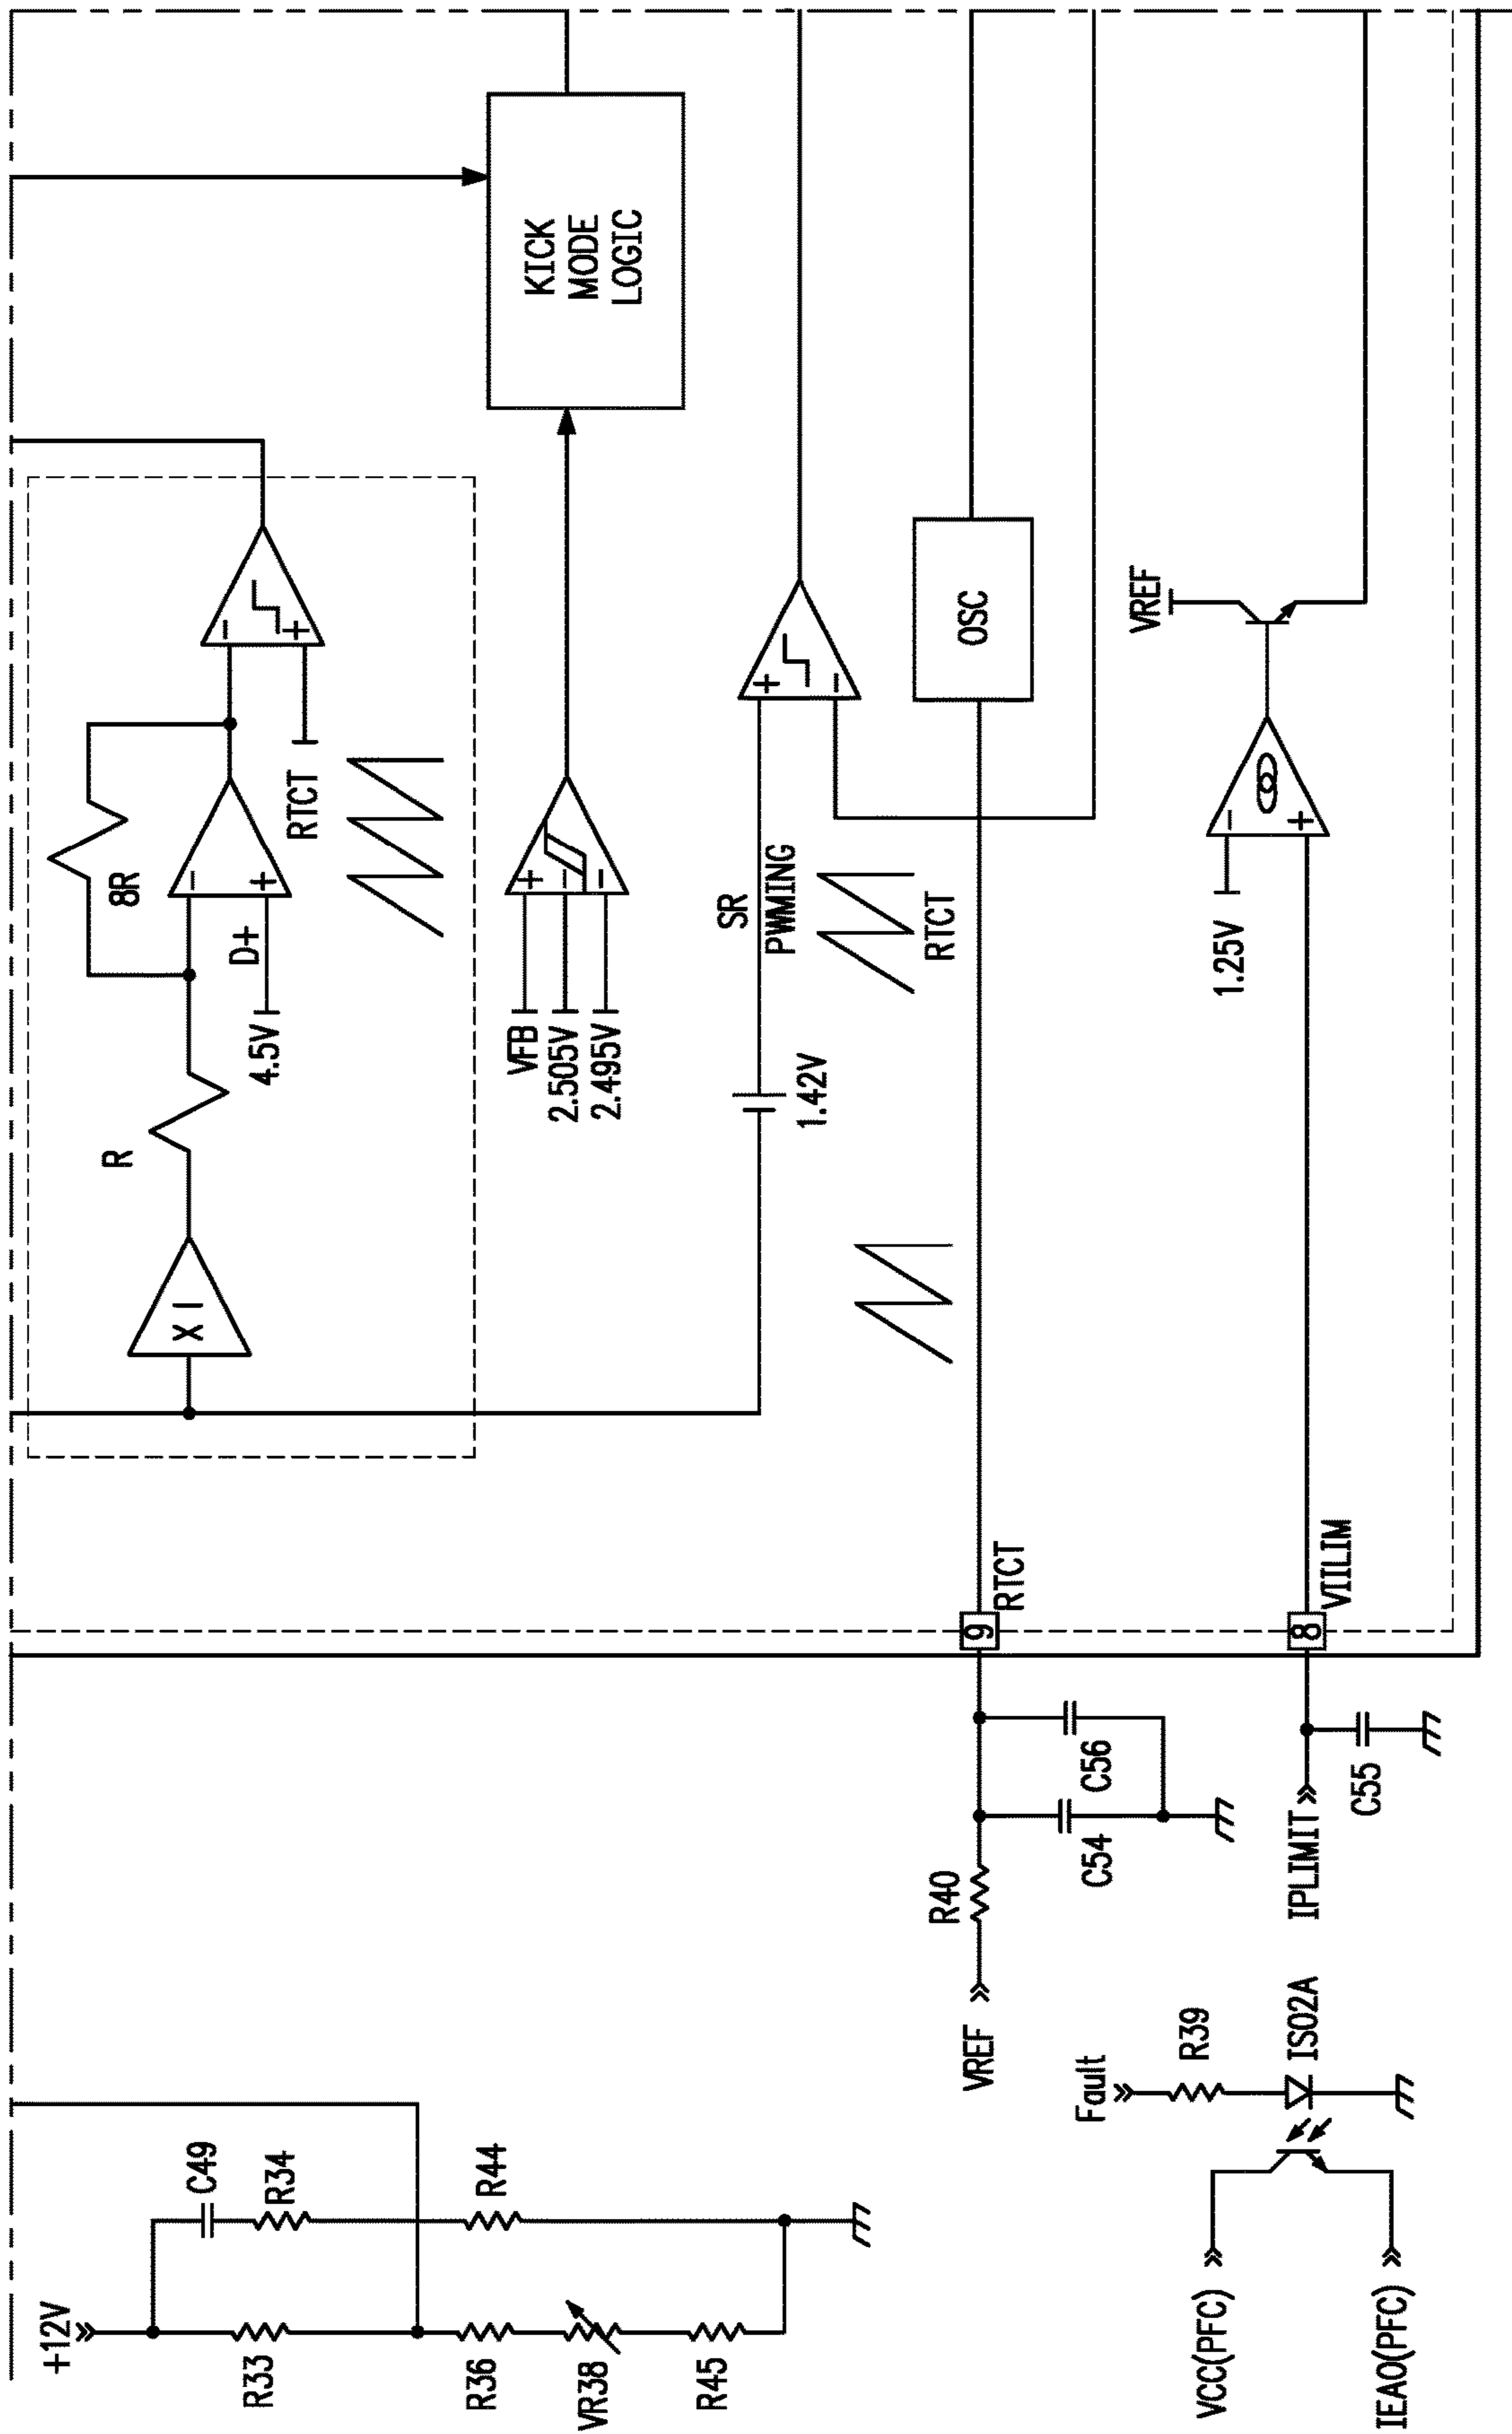 +12V
C49
R33
R34
R36
R44
VR38
R45
VCC(PFC)
IEAO(PFC)
Fault
R39
ISO2A
VREF
R40
C54
C56
IPLIMIT
C55
9
RTCT
8
VIILIM
X 1
R
8R
4.5V
D+
-
+
RTCT
-
+
VFB
2.505V
2.495V
+
-
-
KICK
MODE
LOGIC
1.42V
SR
PWMING
RTCT
+
-
OSC
1.25V
-
+
VREF